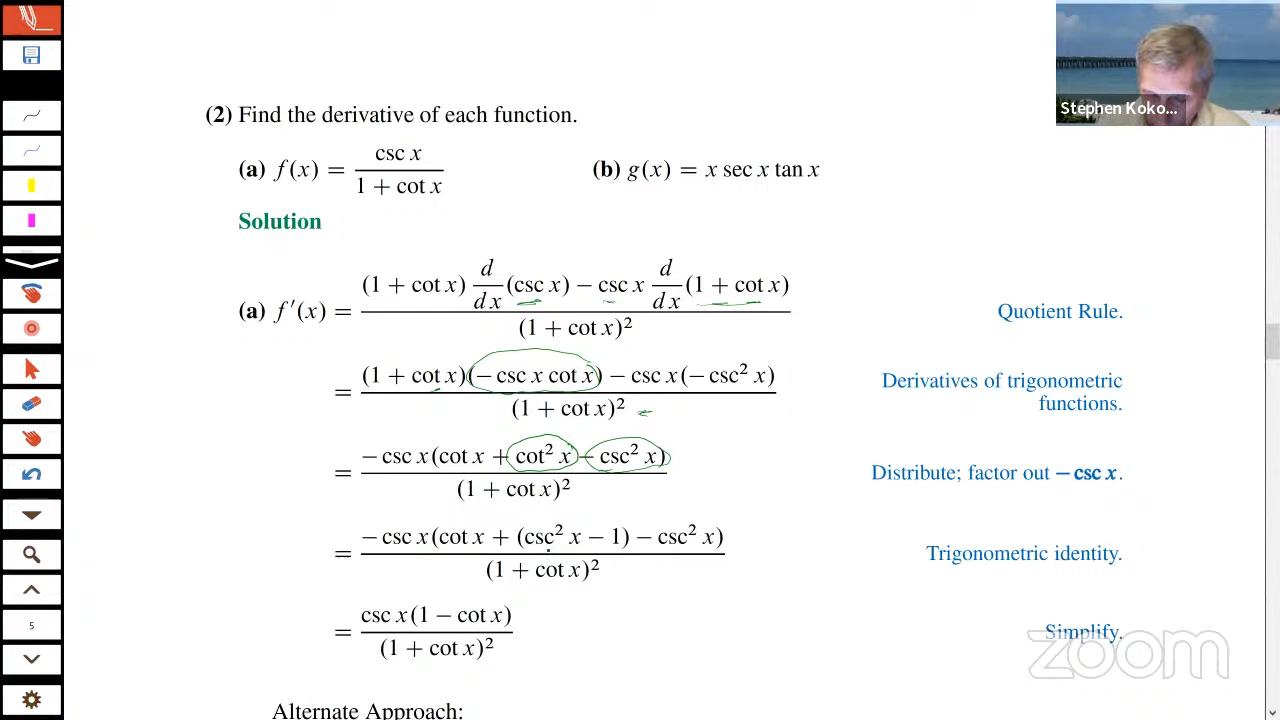 Stephen Koko...
(2) Find the derivative of each function.
(a) f(x) = csc x / 1 + cot x (b) g(x) = x sec x tan x
Solution
(a) f′(x) = (1 + cot x) d/dx (csc x) − csc x d/dx (1 + cot x) / (1 + cot x)² Quotient Rule.
= (1 + cot x)(− csc x cot x) − csc x(− csc² x) / (1 + cot x)² Derivatives of trigonometric
functions.
= − csc x(cot x + cot² x − csc² x) / (1 + cot x)² Distribute; factor out − csc x.
= − csc x(cot x + (csc² x − 1) − csc² x) / (1 + cot x)² Trigonometric identity.
= csc x(1 − cot x) / (1 + cot x)² Simplify.
zoom
Alternate Approach:
5